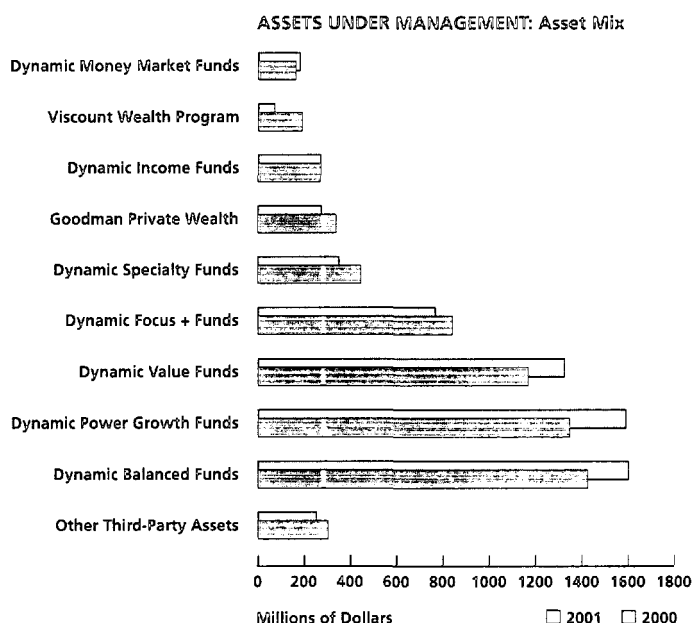 ASSETS UNDER MANAGEMENT: Asset Mix
Dynamic Money Market Funds
Viscount Wealth Program
Dynamic Income Funds
Goodman Private Wealth
Dynamic Specialty Funds
Dynamic Focus + Funds
Dynamic Value Funds
Dynamic Power Growth Funds
Dynamic Balanced Funds
Other Third-Party Assets
0 200 400 600 800 1000 1200 1400 1600 1800
Millions of Dollars 2001 2000